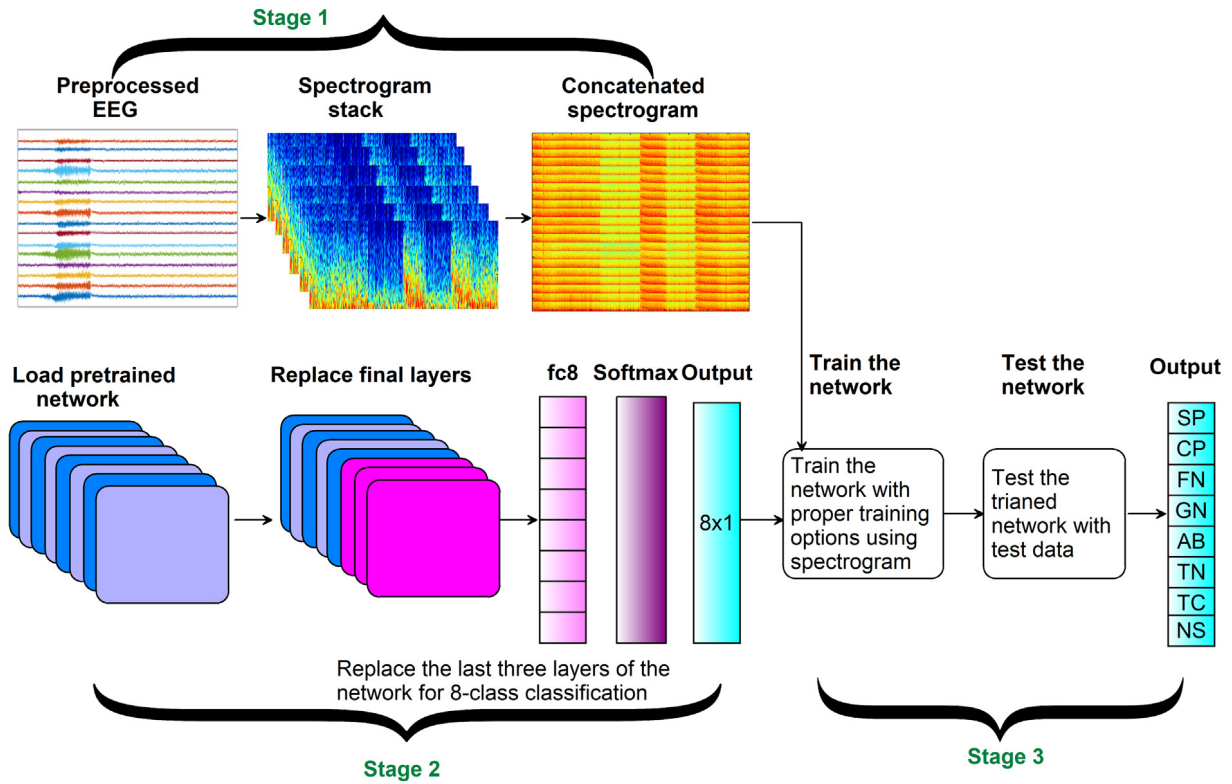 Stage 1
Preprocessed
EEG
Spectrogram
stack
Concatenated
spectrogram
Load pretrained
network
Replace final layers
fc8
Softmax
Output
8x1
Replace the last three layers of the
network for 8-class classification
Stage 2
Train the
network
Train the
network with
proper training
options using
spectrogram
Test the
network
Test the
trianed
network with
test data
Output
SP
CP
FN
GN
AB
TN
TC
NS
Stage 3